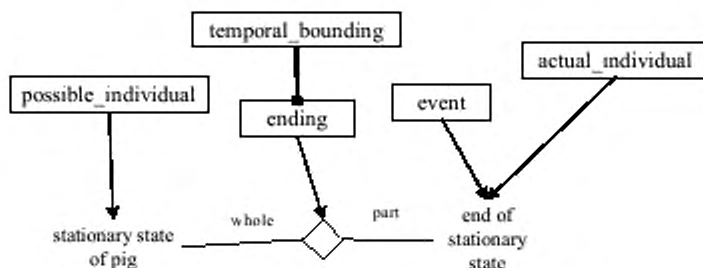 temporal_bounding
actual_individual
possible_individual
event
ending
whole
part
stationary state
of pig
end of
stationary
state